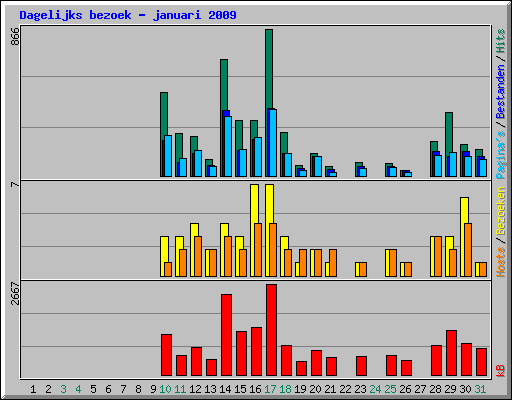 Dagelijks bezoek - januari 2009
866
7
2667
Hosts / Bezoeken Pagina's / Bestanden / Hits
kB
1 2 3 4 5 6 7 8 9 10 11 12 13 14 15 16 17 18 19 20 21 22 23 24 25 26 27 28 29 30 31